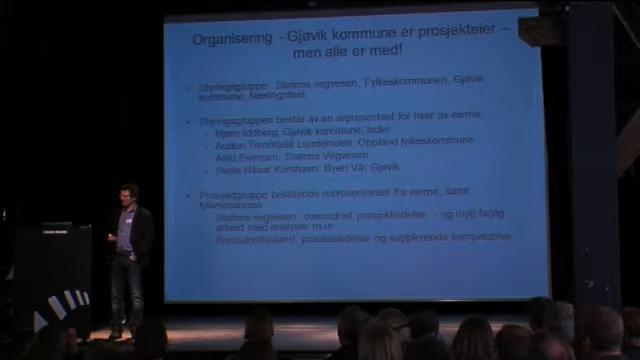 Organisering - Gjøvik kommune er prosjekteier –
men alle er med!
Styringsgruppe: Statens vegvesen, Fylkeskommunen, Gjøvik
kommune, Næringslivet
Styringsgruppen består av en representant for hver av eierne:
- Bjørn Iddberg, Gjøvik kommune, leder
- Audun Tron/Kjell Lundemoen, Oppland fylkeskommune
- Arild Evensen, Statens Vegvesen
- Svein Håvar Korshavn, Byen Vår Gjøvik
Prosjektgruppe bestående representanter fra eierne, samt
fylkesmannen
- Statens vegvesen, overordnet prosjektledelse - og mye faglig
arbeid med analyser m.m
- Konsulentbistand, prosessledelse og supplerende kompetanse